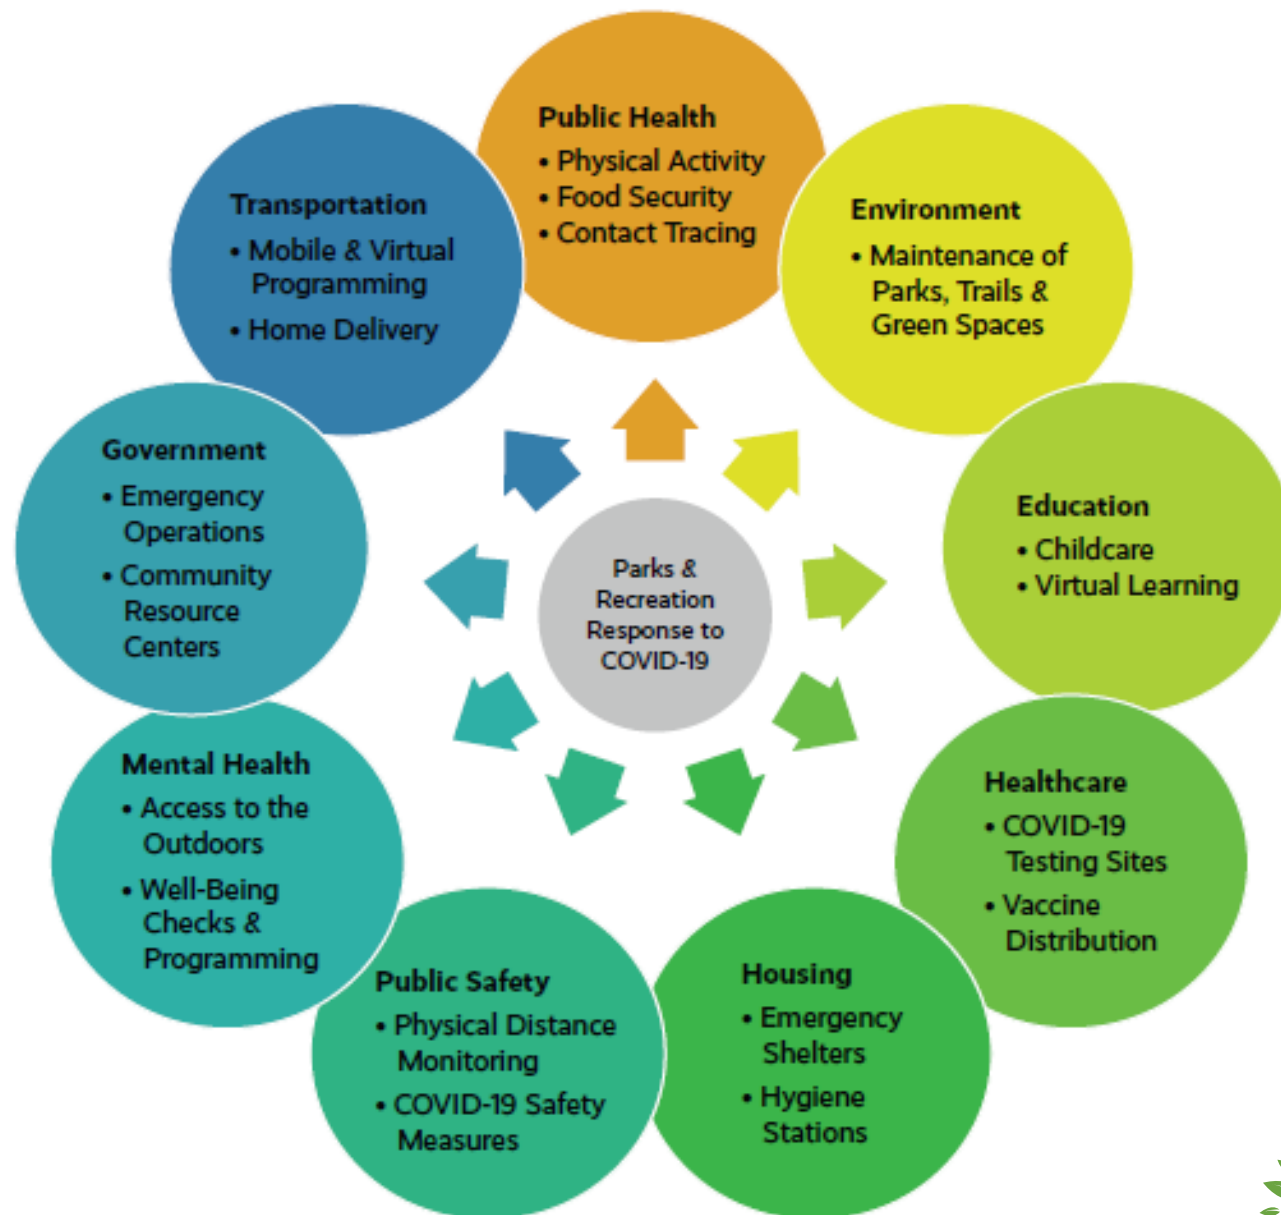 Public Health
• Physical Activity
• Food Security
• Contact Tracing
Environment
• Maintenance of
Parks, Trails &
Green Spaces
Education
• Childcare
• Virtual Learning
Healthcare
• COVID-19
Testing Sites
• Vaccine
Distribution
Housing
• Emergency
Shelters
• Hygiene
Stations
Public Safety
• Physical Distance
Monitoring
• COVID-19 Safety
Measures
Mental Health
• Access to the
Outdoors
• Well-Being
Checks &
Programming
Government
• Emergency
Operations
• Community
Resource
Centers
Transportation
• Mobile & Virtual
Programming
• Home Delivery
Parks &
Recreation
Response to
COVID-19